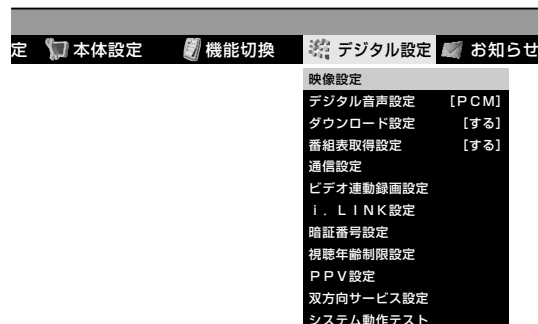 定 本体設定 機能切換 デジタル設定 お知らせ
映像設定
デジタル音声設定 [PCM]
ダウンロード設定 [する]
番組表取得設定 [する]
通信設定
ビデオ連動録画設定
i．LINK設定
暗証番号設定
視聴年齢制限設定
PPV設定
双方向サービス設定
システム動作テスト